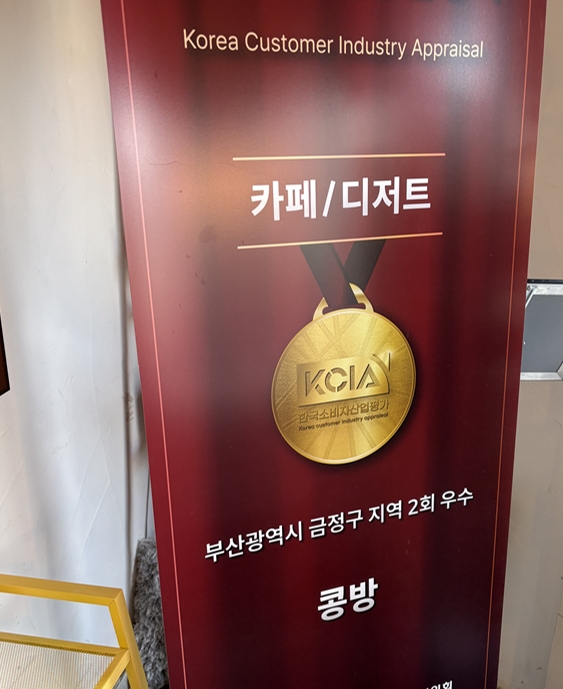 Korea Customer Industry Appraisal
카페/디저트
KCIA
한국소비자산업평가
Korea customer industry appraisal
부산광역시 금정구 지역 2회 우수
콩방